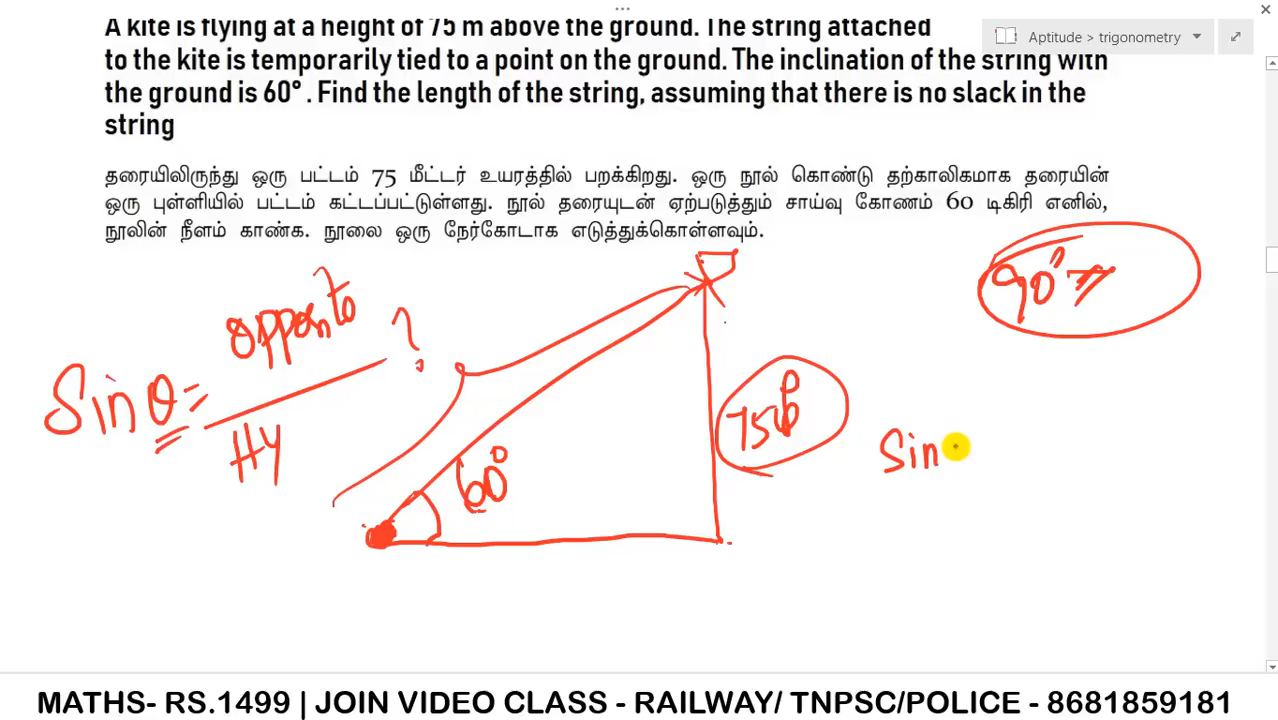 A kite is flying at a height of 75 m above the ground. The string attached
to the kite is temporarily tied to a point on the ground. The inclination of the string with
the ground is 60° . Find the length of the string, assuming that there is no slack in the
string
Aptitude > trigonometry
தரையிலிருந்து ஒரு பட்டம் 75 மீட்டர் உயரத்தில் பறக்கிறது. ஒரு நூல் கொண்டு தற்காலிகமாக தரையின்
ஒரு புள்ளியில் பட்டம் கட்டப்பட்டுள்ளது. நூல் தரையுடன் ஏற்படுத்தும் சாய்வு கோணம் 60 டிகிரி எனில்,
நூலின் நீளம் காண்க. நூலை ஒரு நேர்கோடாக எடுத்துக்கொள்ளவும்.
90°
?
Sin θ =
Hy
60°
75
Sin
MATHS- RS.1499 | JOIN VIDEO CLASS - RAILWAY/ TNPSC/POLICE - 8681859181